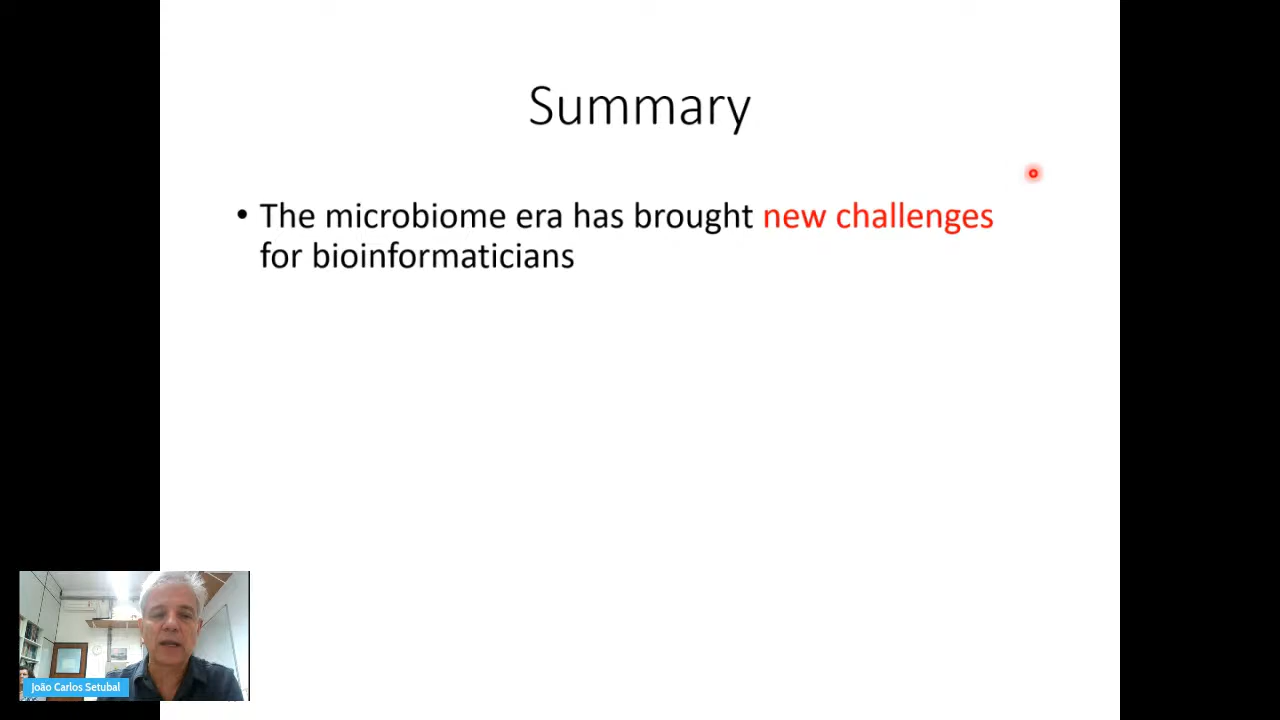 Summary
• The microbiome era has brought new challenges
for bioinformaticians
João Carlos Setubal